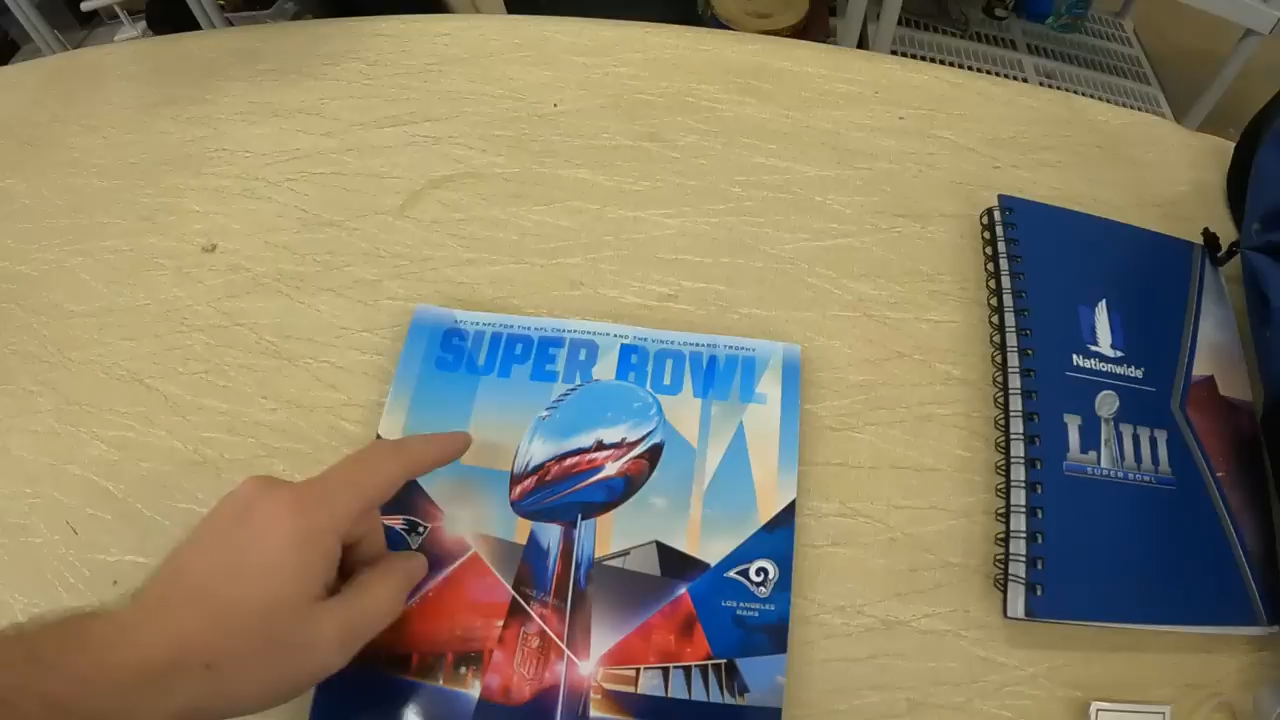 AFC VS NFC FOR THE NFL CHAMPIONSHIP AND THE VINCE LOMBARDI TROPHY
SUPER BOWL
LOS ANGELES
RAMS
NFL
Nationwide®
LIII
SUPER BOWL